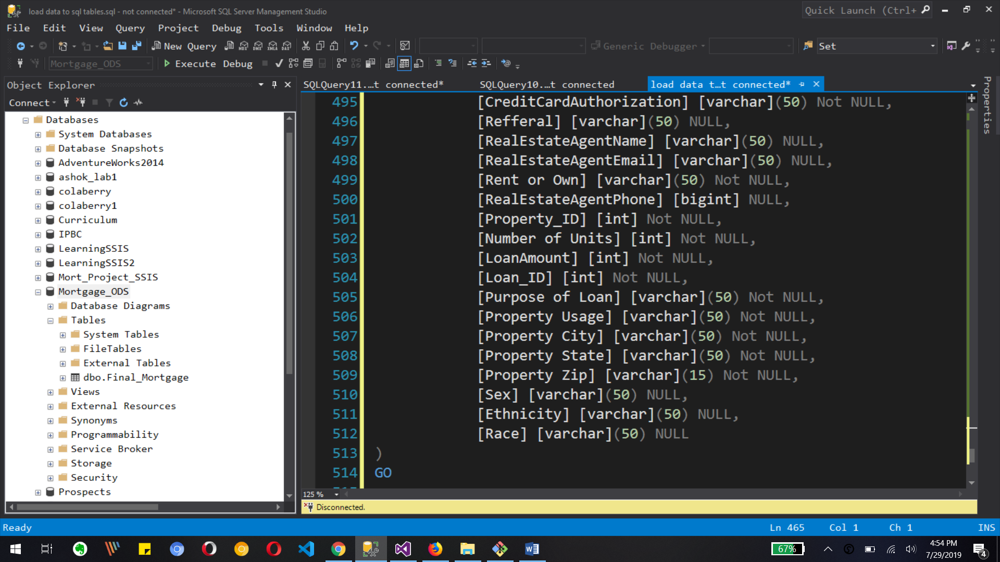 load data to sql tables.sql - not connected* - Microsoft SQL Server Management Studio
Quick Launch (Ctrl+
File Edit View Query Project Debug Tools Window Help
New Query
MDX DMX XMLA DAX
Generic Debugger
Set
Mortgage_ODS
Execute Debug
Object Explorer
SQLQuery11....t connected*
SQLQuery10....t connected
load data t...t connected*
Properties
Connect
Databases
System Databases
Database Snapshots
AdventureWorks2014
ashok_lab1
colaberry
colaberry1
Curriculum
IPBC
LearningSSIS
LearningSSIS2
Mort_Project_SSIS
Mortgage_ODS
Database Diagrams
Tables
System Tables
FileTables
External Tables
dbo.Final_Mortgage
Views
External Resources
Synonyms
Programmability
Service Broker
Storage
Security
Prospects
495 [CreditCardAuthorization] [varchar](50) Not NULL,
496 [Refferal] [varchar](50) NULL,
497 [RealEstateAgentName] [varchar](50) NULL,
498 [RealEstateAgentEmail] [varchar](50) NULL,
499 [Rent or Own] [varchar](50) Not NULL,
500 [RealEstateAgentPhone] [bigint] NULL,
501 [Property_ID] [int] Not NULL,
502 [Number of Units] [int] Not NULL,
503 [LoanAmount] [int] Not NULL,
504 [Loan_ID] [int] Not NULL,
505 [Purpose of Loan] [varchar](50) Not NULL,
506 [Property Usage] [varchar](50) Not NULL,
507 [Property City] [varchar](50) Not NULL,
508 [Property State] [varchar](50) Not NULL,
509 [Property Zip] [varchar](15) Not NULL,
510 [Sex] [varchar](50) NULL,
511 [Ethnicity] [varchar](50) NULL,
512 [Race] [varchar](50) NULL
513 )
514 GO
125 %
Disconnected.
Ready
Ln 465 Col 1 Ch 1 INS
67%
4:54 PM
7/29/2019
4